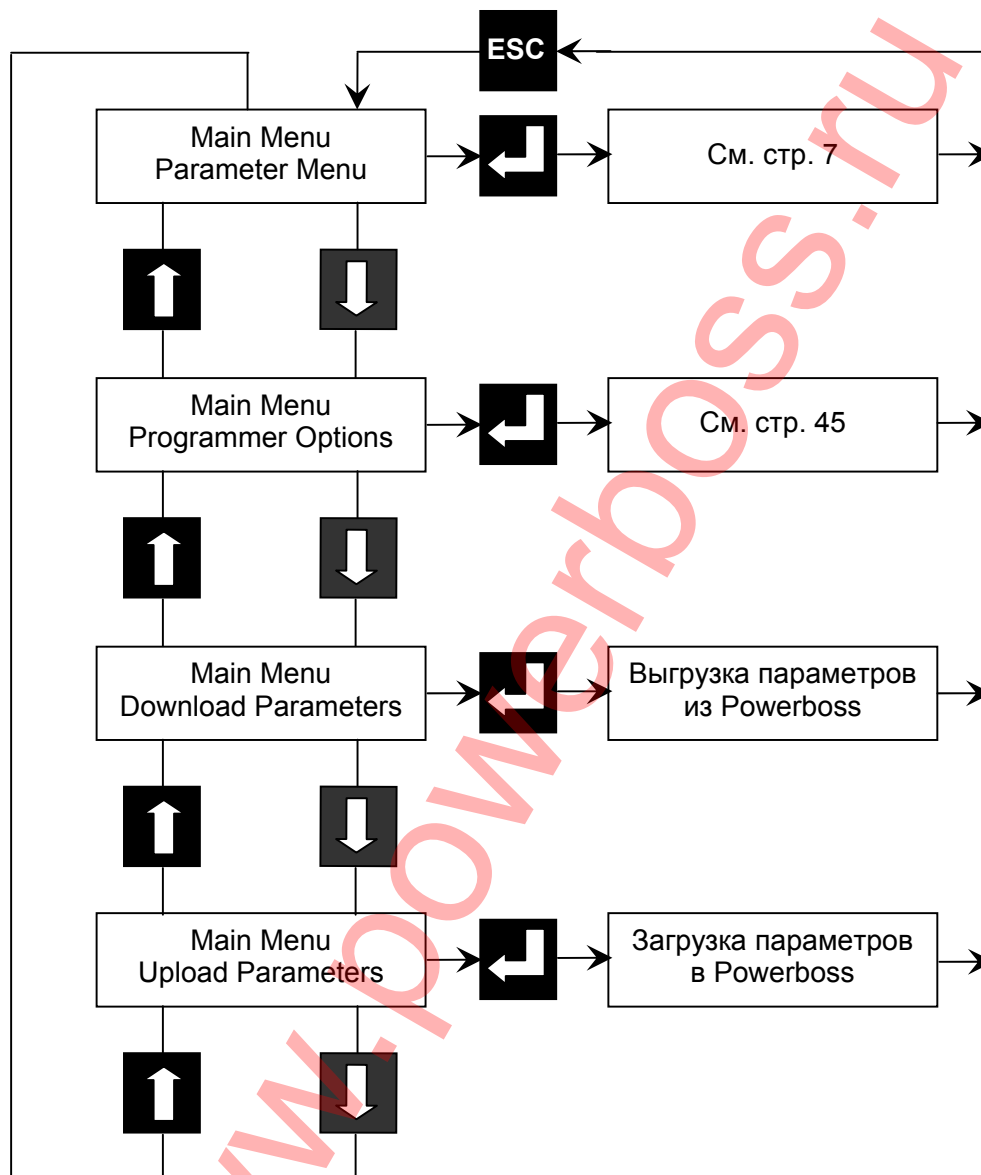 ESC
Main Menu
Parameter Menu
См. стр. 7
Main Menu
Programmer Options
См. стр. 45
Main Menu
Download Parameters
Выгрузка параметров
из Powerboss
Main Menu
Upload Parameters
Загрузка параметров
в Powerboss
w.powerboss.ru